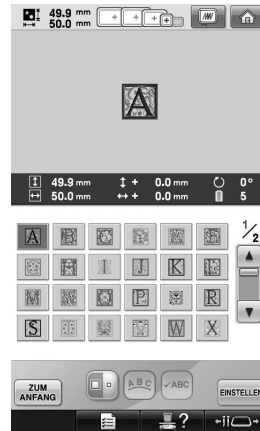 49.9 mm
50.0 mm
A
49.9 mm + 0.0 mm 0°
50.0 mm + 0.0 mm 5
1/2
A B C E
H I J K L
M N O P R
S V W X
ZUM ANFANG
A B C
✓ABC
EINSTELLEN
?